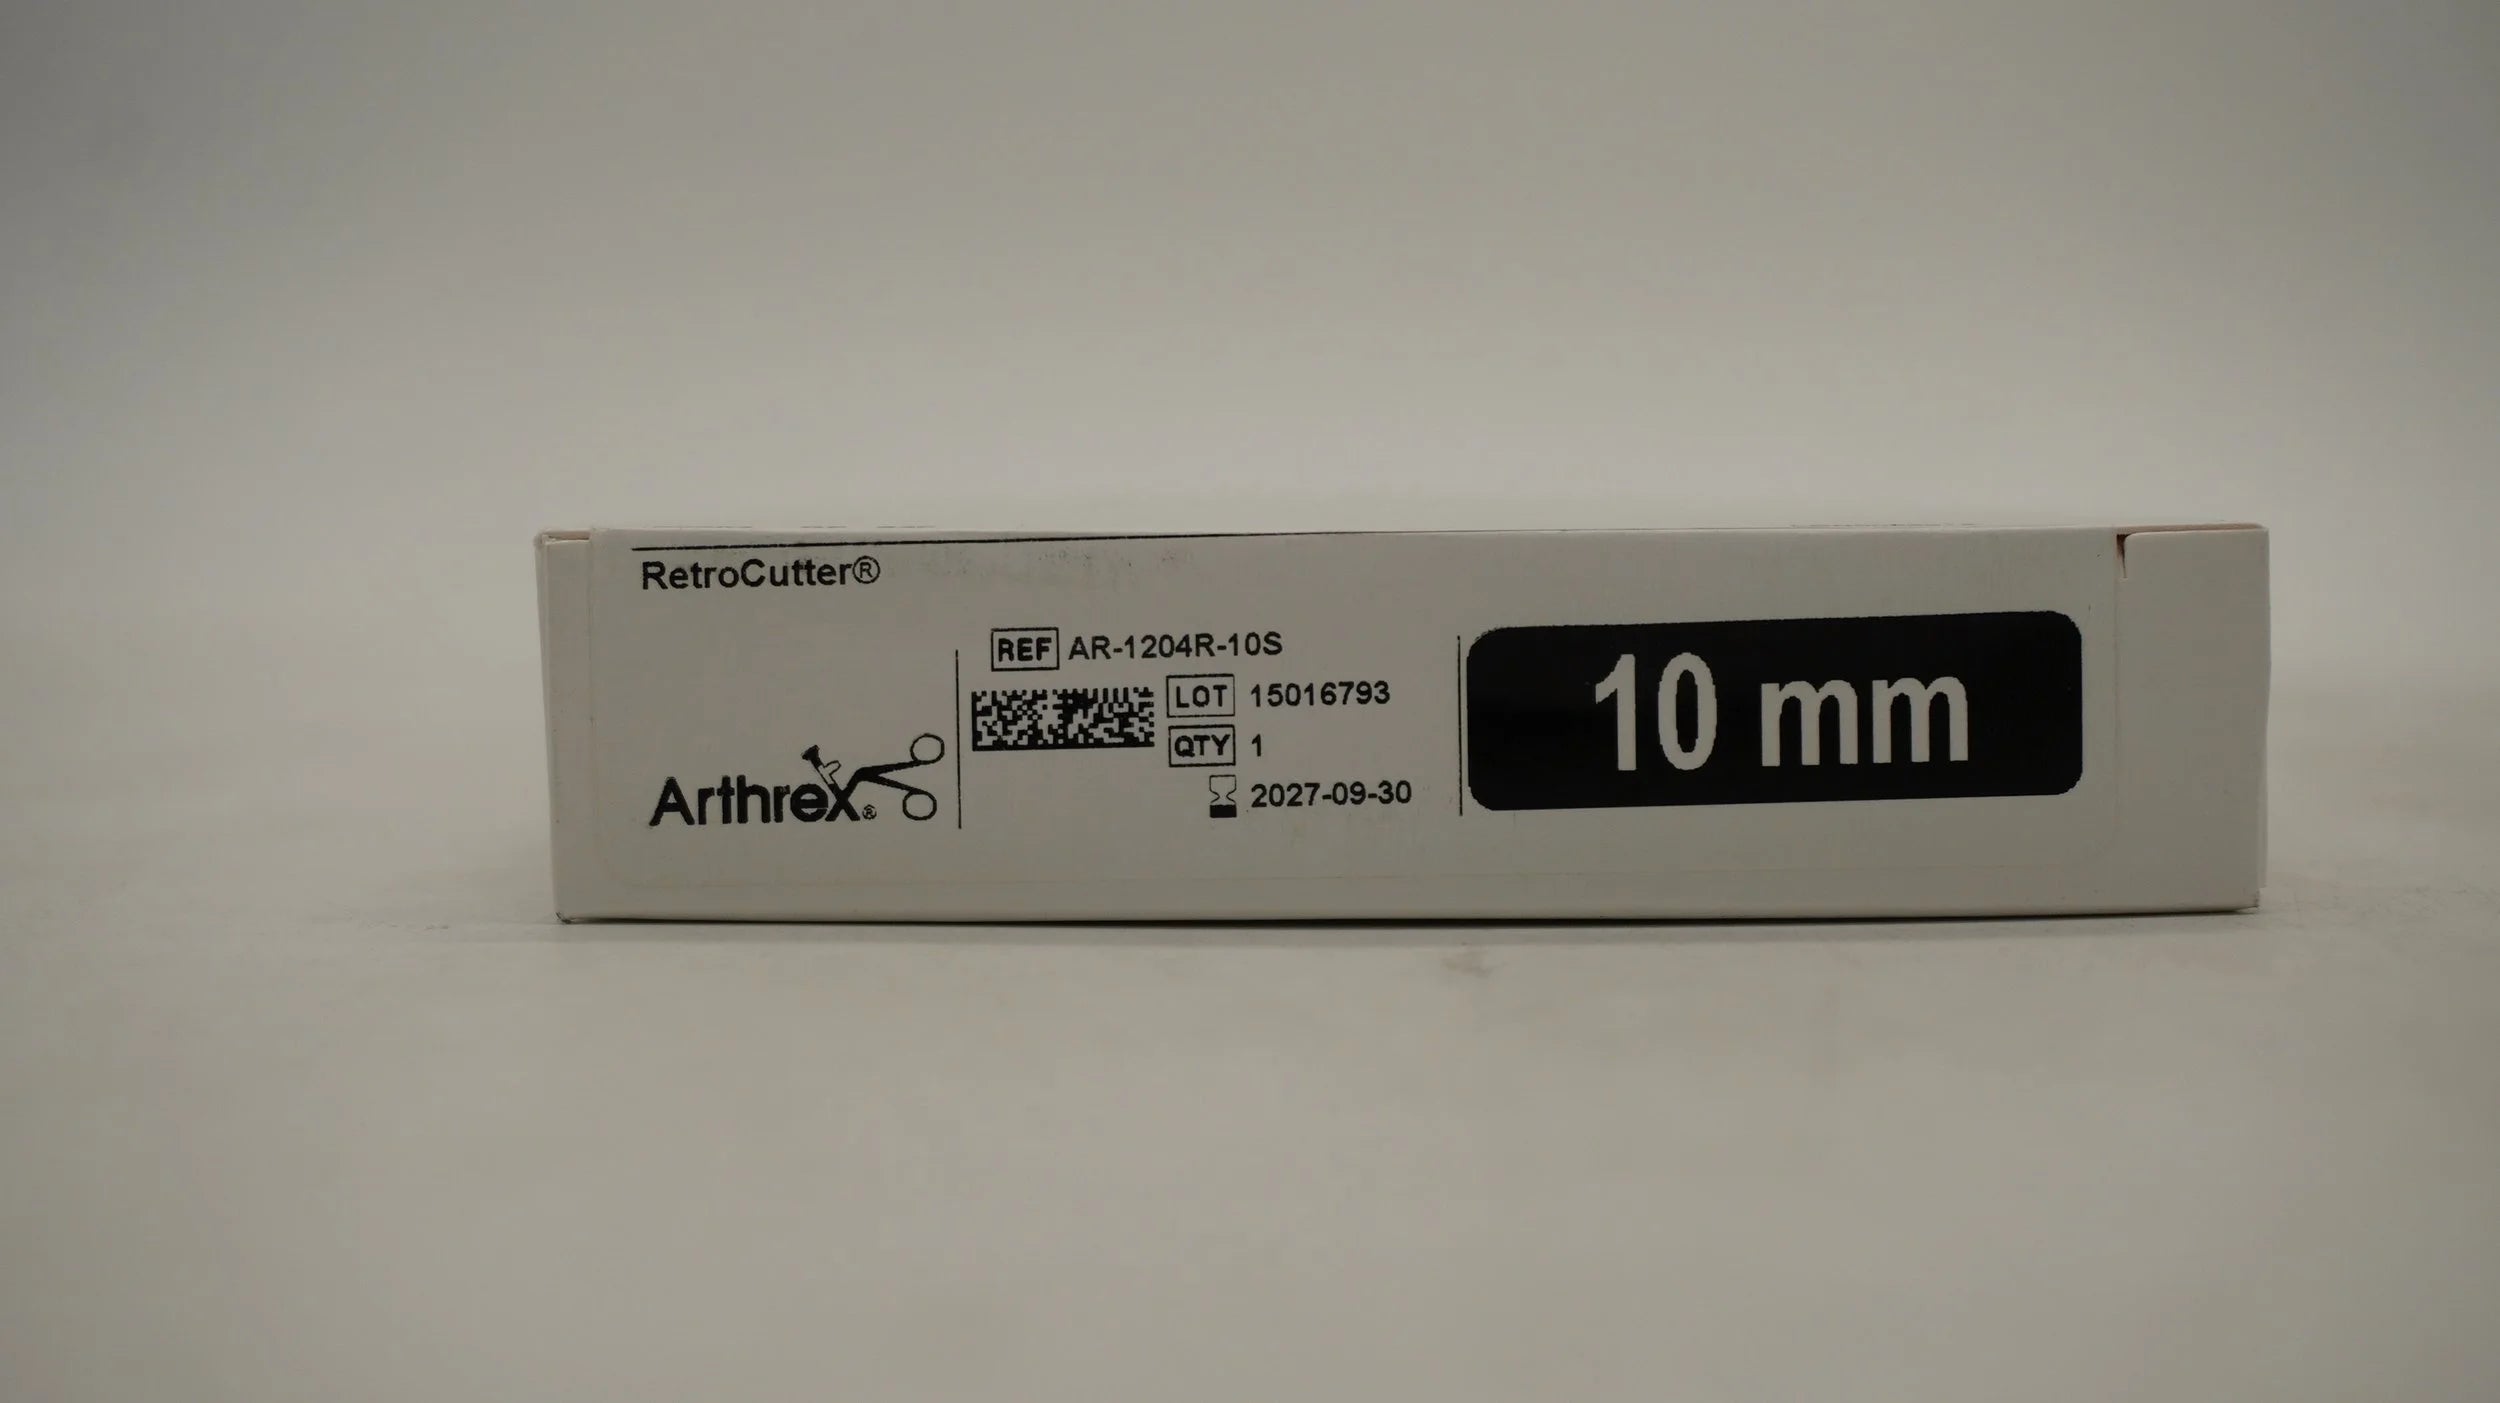 RetroCutter®
REF AR-1204R-10S
LOT 15016793
QTY 1
2027-09-30
Arthrex®
10 mm